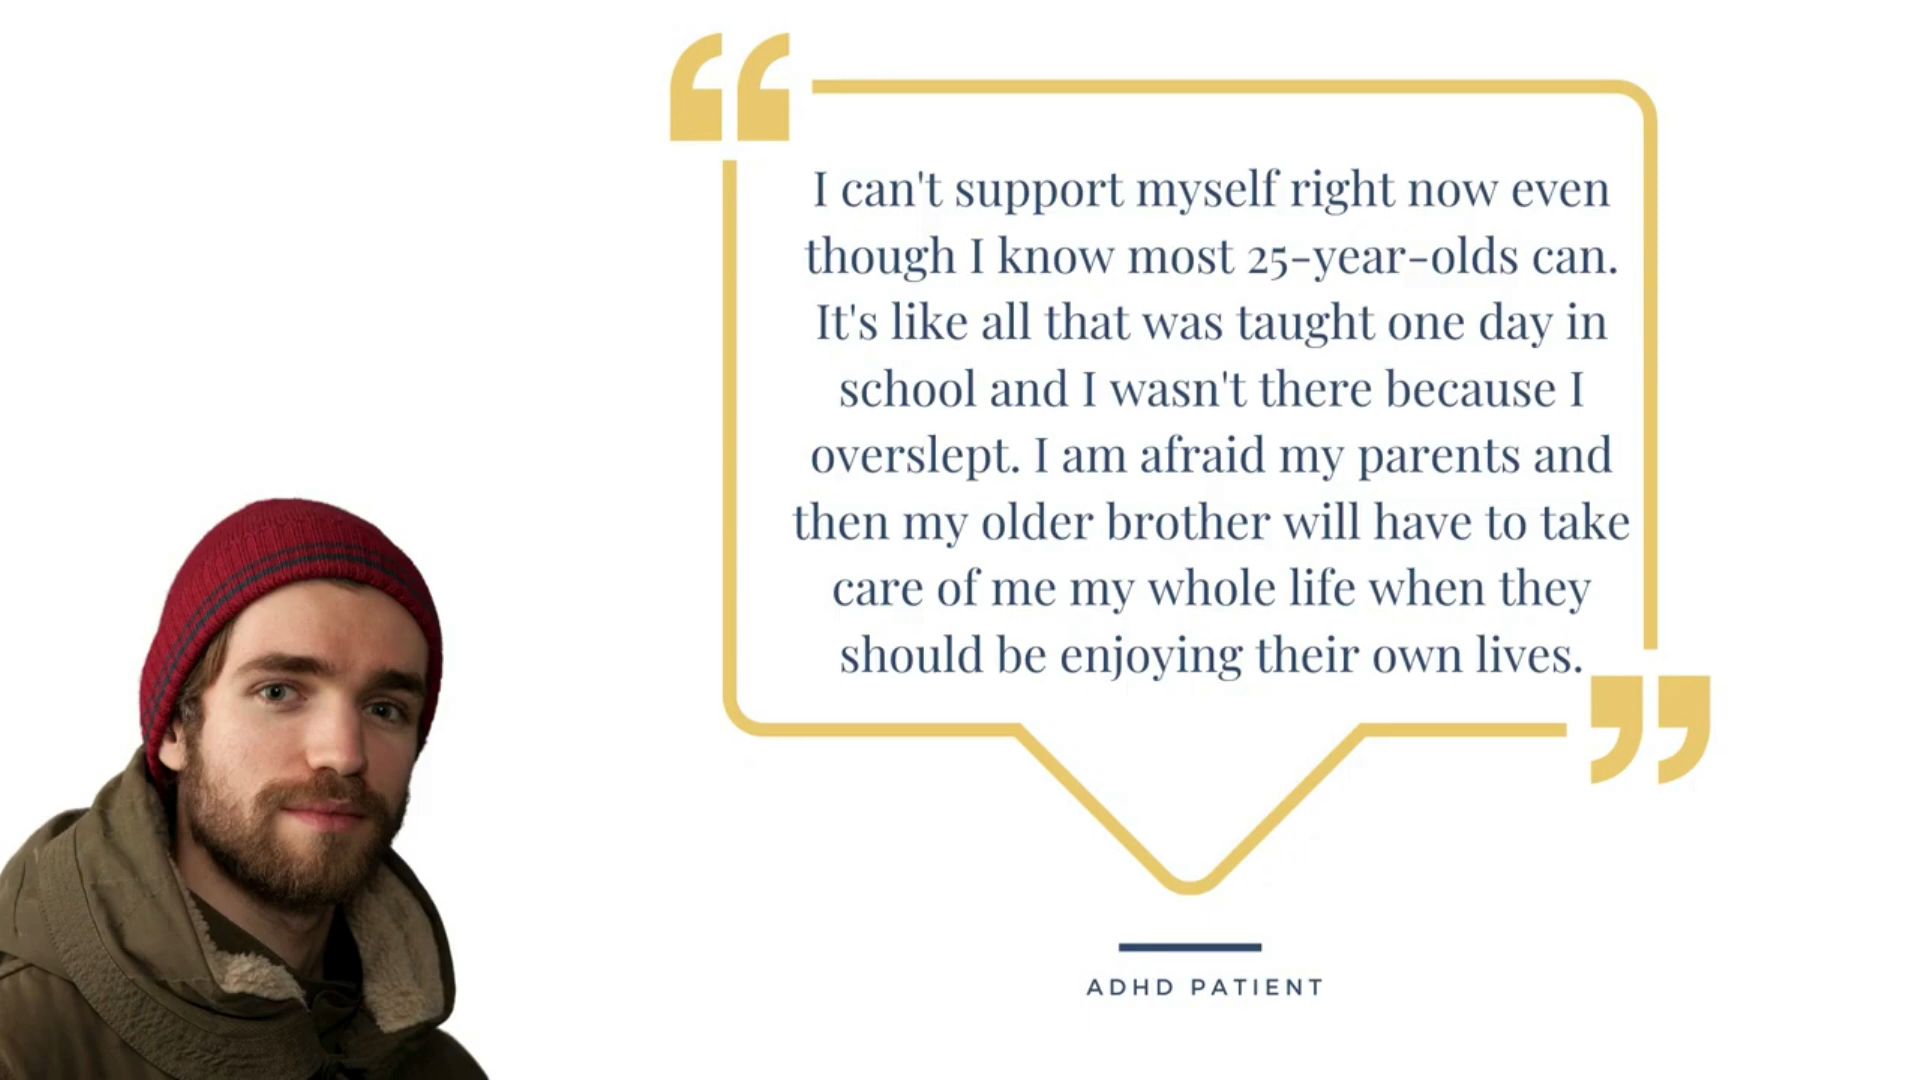 I can't support myself right now even
though I know most 25-year-olds can.
It's like all that was taught one day in
school and I wasn't there because I
overslept. I am afraid my parents and
then my older brother will have to take
care of me my whole life when they
should be enjoying their own lives.
ADHD PATIENT